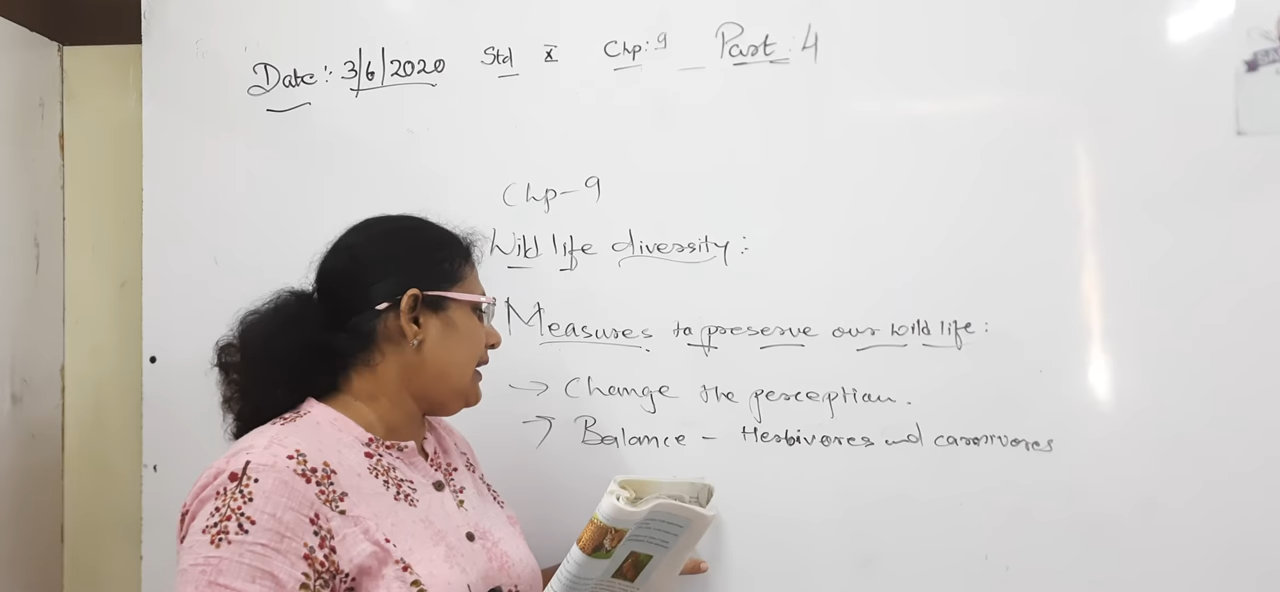 Date: 3/6/2020 Std X Chp: 9 Part: 4
Chp-9
Wild life diversity:
Measures to preserve our wild life:
→ Change the perception.
→ Balance - Herbivores and carnivores